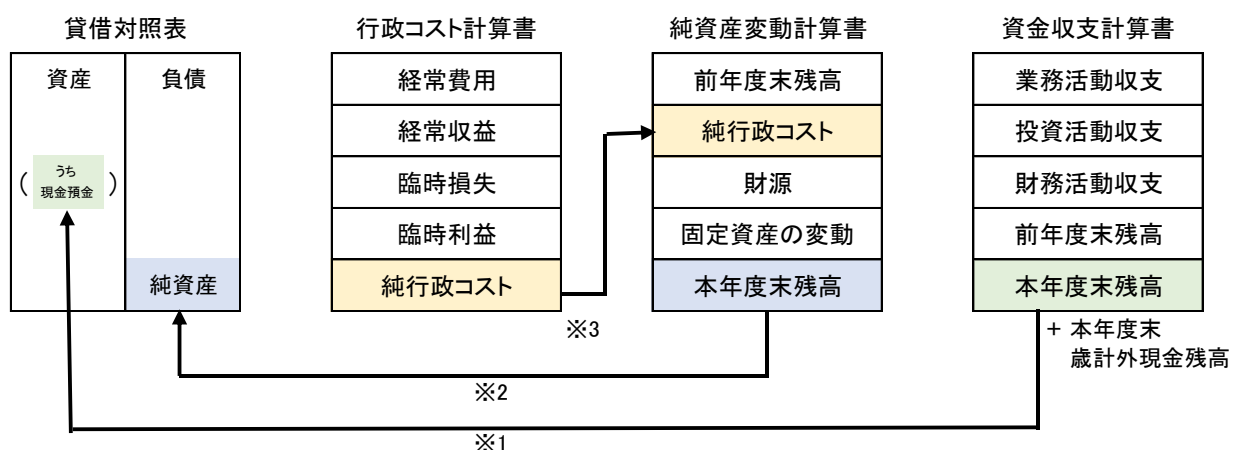 貸借対照表
資産
負債
(
うち
現金預金
)
純資産
行政コスト計算書
経常費用
経常収益
臨時損失
臨時利益
純行政コスト
純資産変動計算書
前年度末残高
純行政コスト
財源
固定資産の変動
本年度末残高
資金収支計算書
業務活動収支
投資活動収支
財務活動収支
前年度末残高
本年度末残高
+ 本年度末
歳計外現金残高
※3
※2
※1